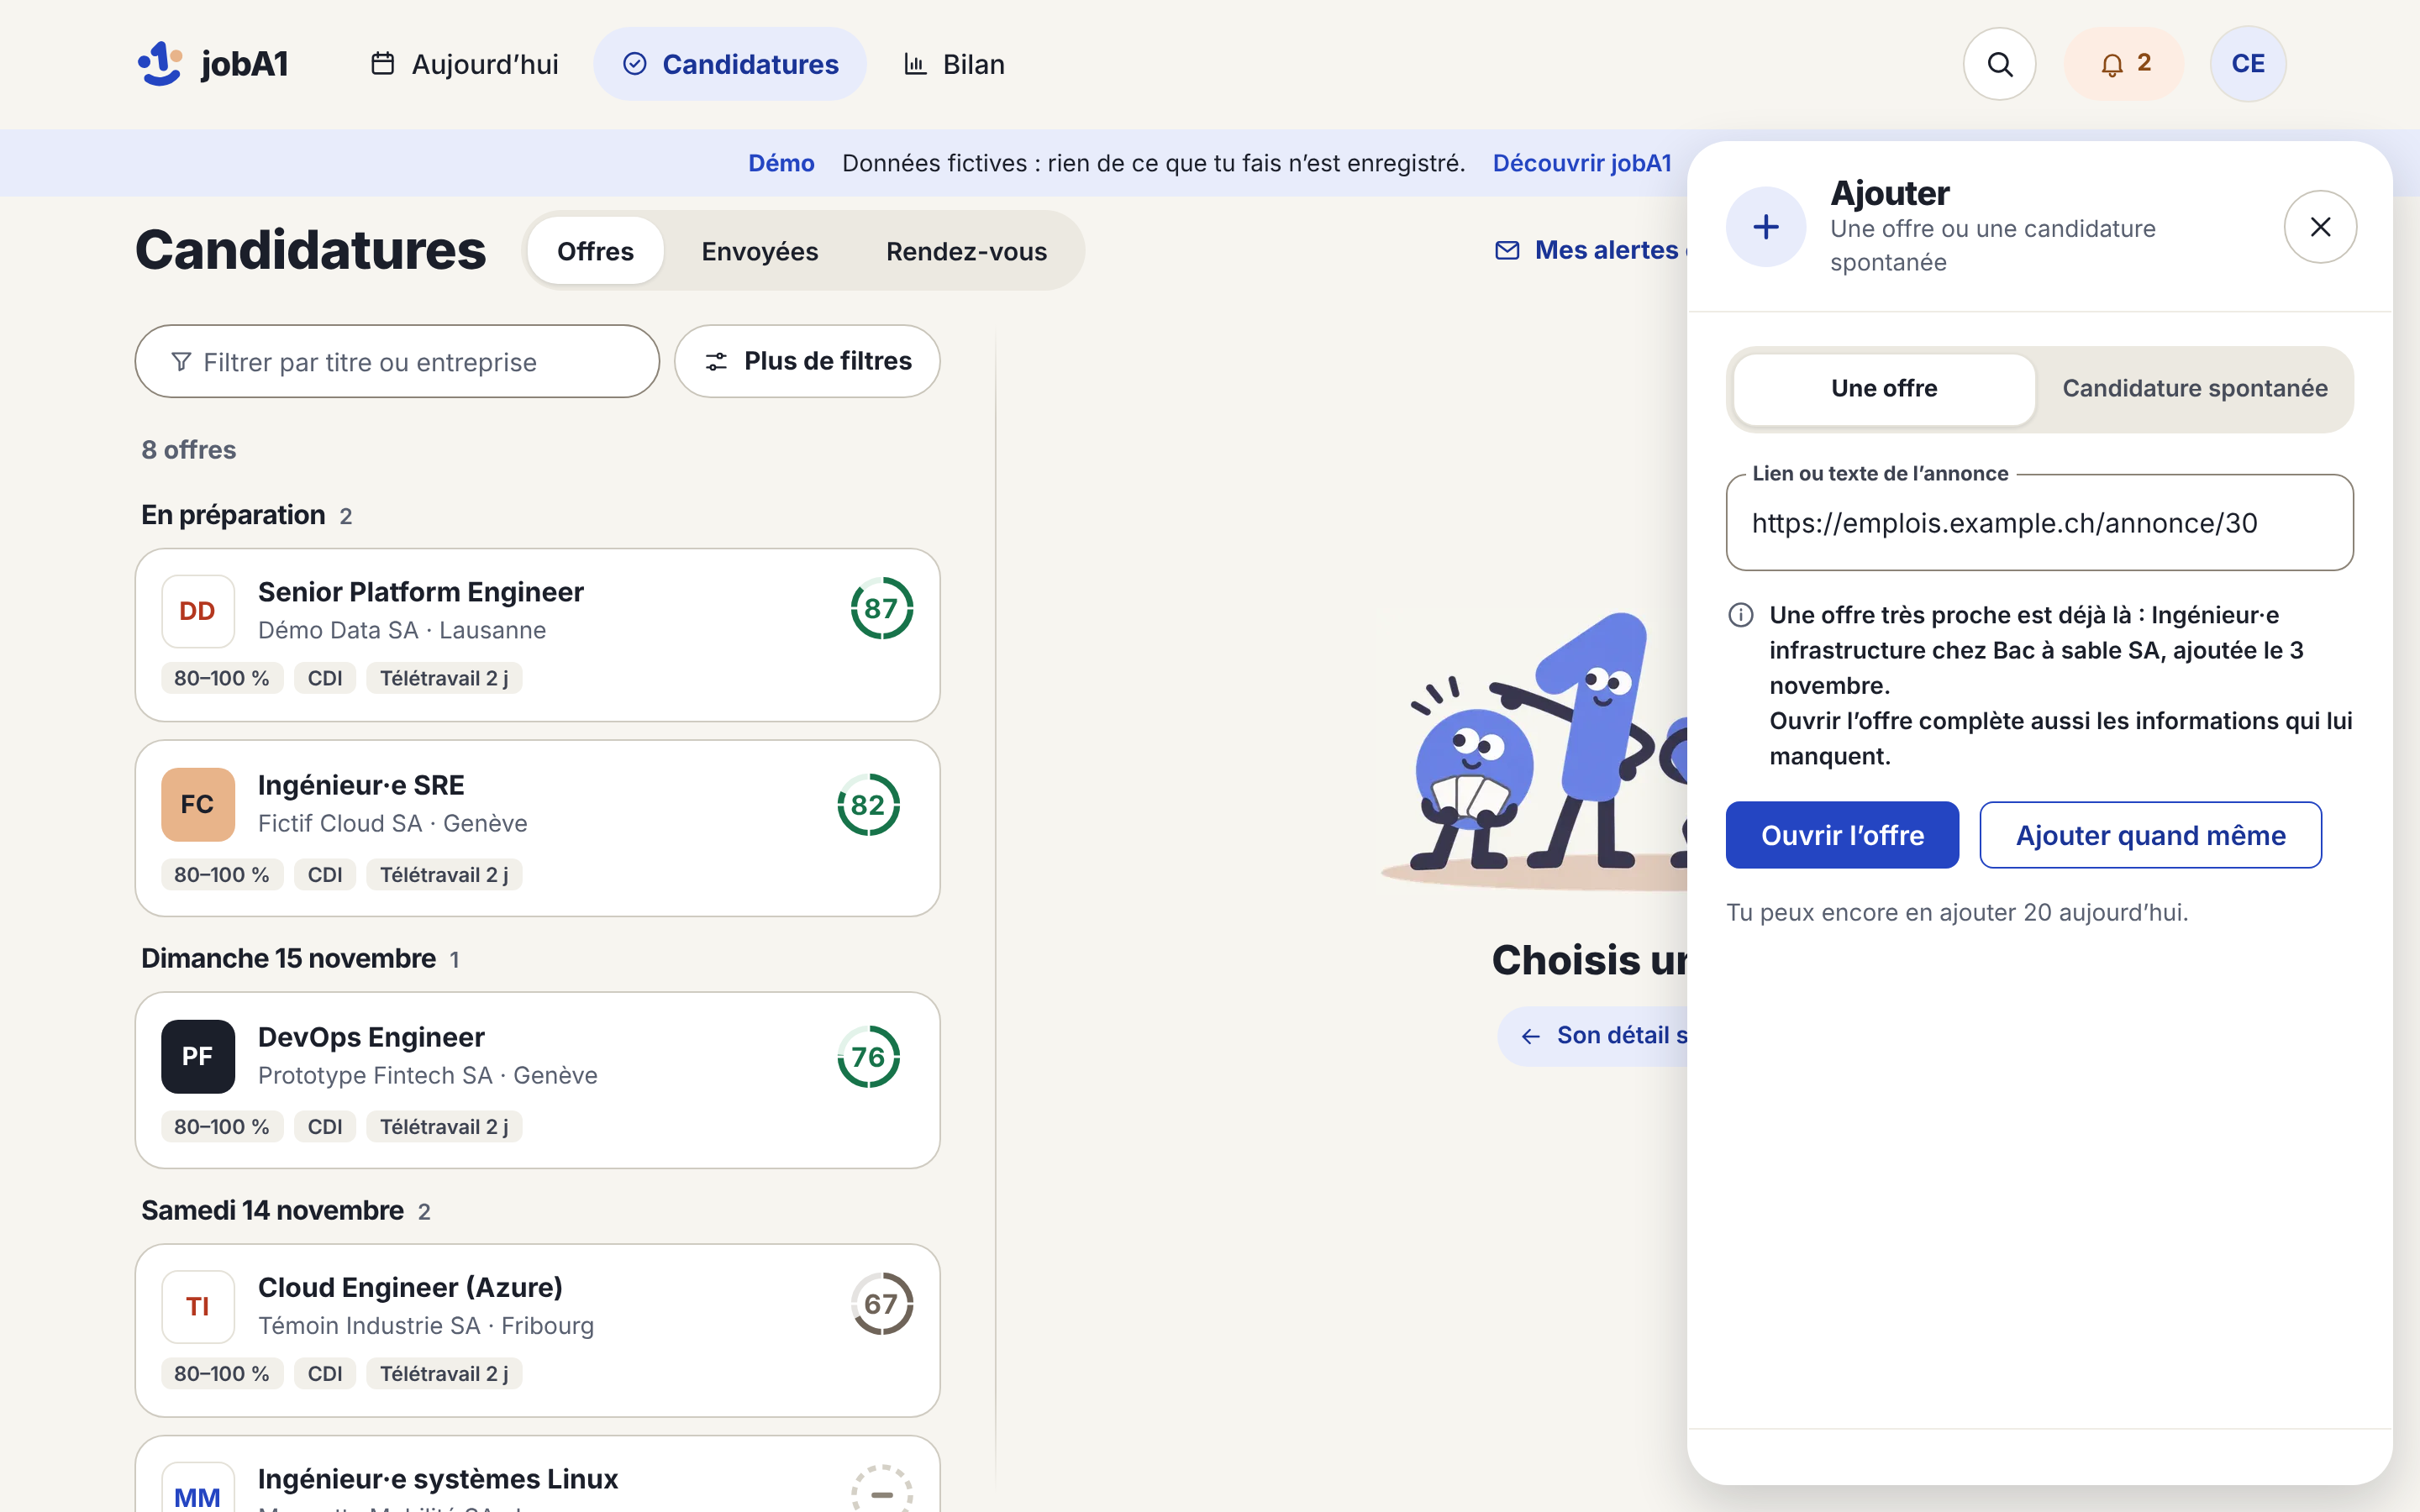 jobA1
Aujourd’hui
Candidatures
Bilan
2
CE
Démo Données fictives : rien de ce que tu fais n’est enregistré. Découvrir jobA1
Candidatures
Offres
Envoyées
Rendez-vous
Mes alertes
Filtrer par titre ou entreprise
Plus de filtres
8 offres
En préparation 2
DD
Senior Platform Engineer
Démo Data SA · Lausanne
87
80–100 % CDI Télétravail 2 j
FC
Ingénieur·e SRE
Fictif Cloud SA · Genève
82
80–100 % CDI Télétravail 2 j
Dimanche 15 novembre 1
PF
DevOps Engineer
Prototype Fintech SA · Genève
76
80–100 % CDI Télétravail 2 j
Samedi 14 novembre 2
TI
Cloud Engineer (Azure)
Témoin Industrie SA · Fribourg
67
80–100 % CDI Télétravail 2 j
MM
Ingénieur·e systèmes Linux
Choisis
Son détail
Ajouter
Une offre ou une candidature
spontanée
Une offre
Candidature spontanée
Lien ou texte de l’annonce
https://emplois.example.ch/annonce/30
Une offre très proche est déjà là : Ingénieur·e
infrastructure chez Bac à sable SA, ajoutée le 3
novembre.
Ouvrir l’offre complète aussi les informations qui lui
manquent.
Ouvrir l’offre
Ajouter quand même
Tu peux encore en ajouter 20 aujourd’hui.